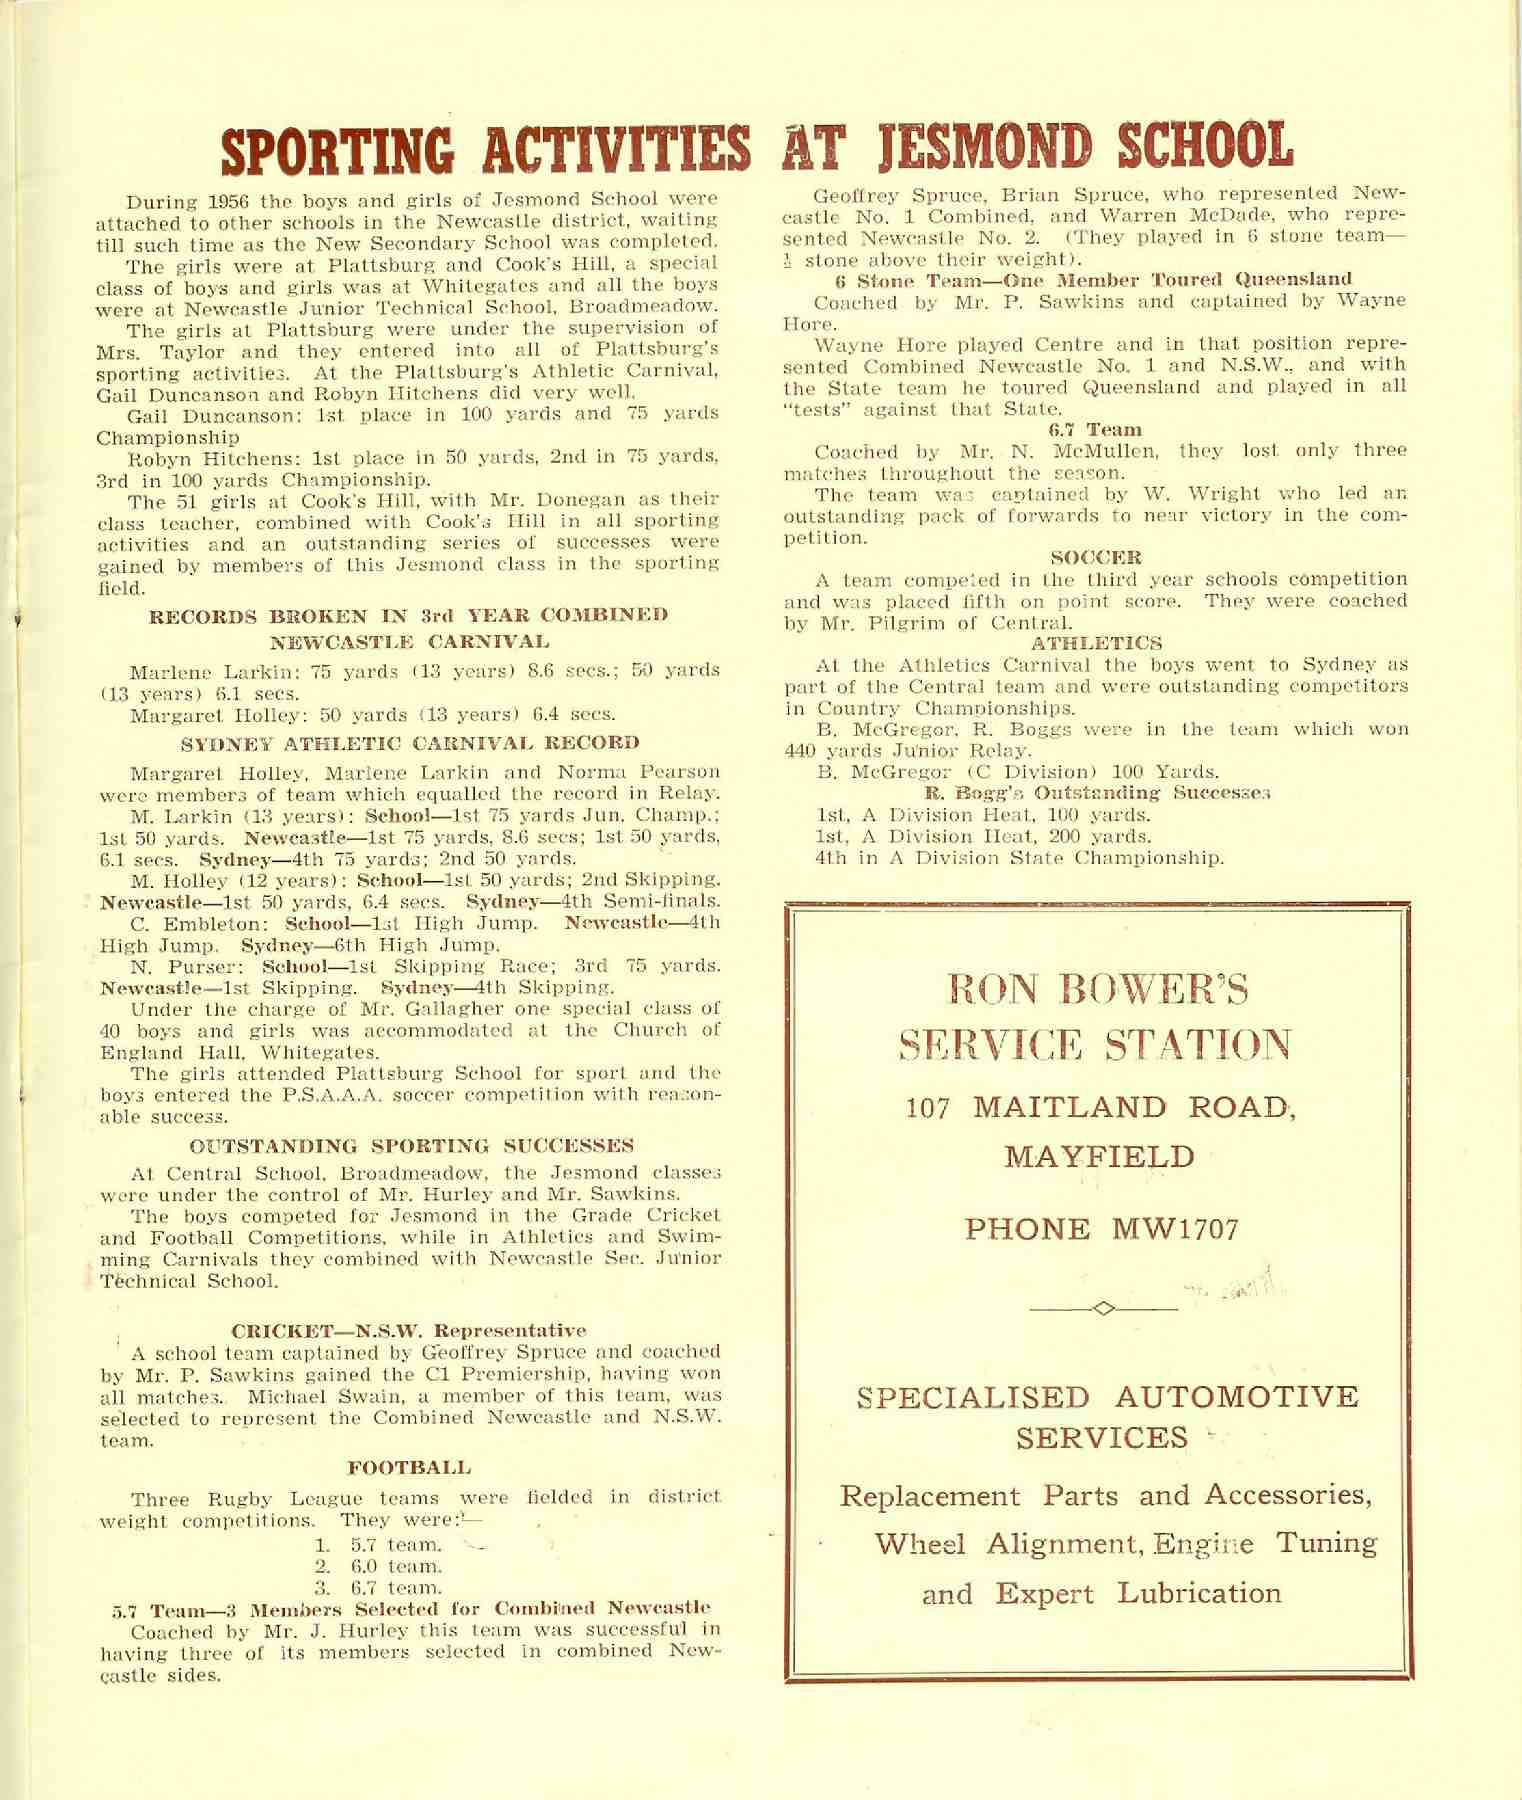 SPORTING ACTIVITIES AT JESMOND SCHOOL
During 1956 the boys and girls of Jesmond School were
attached to other schools in the Newcastle district, waiting
till such time as the New Secondary School was completed.
The girls were at Plattsburg and Cook's Hill, a special
class of boys and girls was at Whitegates and all the boys
were at Newcastle Junior Technical School, Broadmeadow.
The girls at Plattsburg were under the supervision of
Mrs. Taylor and they entered into all of Plattsburg's
sporting activities. At the Plattsburg's Athletic Carnival,
Gail Duncanson and Robyn Hitchens did very well.
Gail Duncanson: 1st place in 100 yards and 75 yards
Championship
Robyn Hitchens: 1st place in 50 yards, 2nd in 75 yards,
3rd in 100 yards Championship.
The 51 girls at Cook's Hill, with Mr. Donegan as their
class teacher, combined with Cook's Hill in all sporting
activities and an outstanding series of successes were
gained by members of this Jesmond class in the sporting
field.
RECORDS BROKEN IN 3rd YEAR COMBINED
NEWCASTLE CARNIVAL
Marlene Larkin: 75 yards (13 years) 8.6 secs.; 50 yards
(13 years) 6.1 secs.
Margaret Holley: 50 yards (13 years) 6.4 secs.
SYDNEY ATHLETIC CARNIVAL RECORD
Margaret Holley, Marlene Larkin and Norma Pearson
were members of team which equalled the record in Relay.
M. Larkin (13 years): School—1st 75 yards Jun. Champ.;
1st 50 yards. Newcastle—1st 75 yards, 8.6 secs; 1st 50 yards,
6.1 secs. Sydney—4th 75 yards; 2nd 50 yards.
M. Holley (12 years): School—1st 50 yards; 2nd Skipping.
Newcastle—1st 50 yards, 6.4 secs. Sydney—4th Semi-finals.
C. Embleton: School—1st High Jump. Newcastle—4th
High Jump. Sydney—6th High Jump.
N. Purser: School—1st Skipping Race; 3rd 75 yards.
Newcastle—1st Skipping. Sydney—4th Skipping.
Under the charge of Mr. Gallagher one special class of
40 boys and girls was accommodated at the Church of
England Hall, Whitegates.
The girls attended Plattsburg School for sport and the
boys entered the P.S.A.A.A. soccer competition with reason-
able success.
OUTSTANDING SPORTING SUCCESSES
At Central School, Broadmeadow, the Jesmond classes
were under the control of Mr. Hurley and Mr. Sawkins.
The boys competed for Jesmond in the Grade Cricket
and Football Competitions, while in Athletics and Swim-
ming Carnivals they combined with Newcastle Sec. Junior
Technical School.
CRICKET—N.S.W. Representative
A school team captained by Geoffrey Spruce and coached
by Mr. P. Sawkins gained the C1 Premiership, having won
all matches. Michael Swain, a member of this team, was
selected to represent the Combined Newcastle and N.S.W.
team.
FOOTBALL
Three Rugby League teams were fielded in district
weight competitions. They were:—
1. 5.7 team.
2. 6.0 team.
3. 6.7 team.
5.7 Team—3 Members Selected for Combined Newcastle
Coached by Mr. J. Hurley this team was successful in
having three of its members selected in combined New-
castle sides.
Geoffrey Spruce, Brian Spruce, who represented New-
castle No. 1 Combined, and Warren McDade, who repre-
sented Newcastle No. 2. (They played in 6 stone team—
½ stone above their weight).
6 Stone Team—One Member Toured Queensland
Coached by Mr. P. Sawkins and captained by Wayne
Hore.
Wayne Hore played Centre and in that position repre-
sented Combined Newcastle No. 1 and N.S.W., and with
the State team he toured Queensland and played in all
"tests" against that State.
6.7 Team
Coached by Mr. N. McMullen, they lost only three
matches throughout the season.
The team was captained by W. Wright who led an
outstanding pack of forwards to near victory in the com-
petition.
SOCCER
A team competed in the third year schools competition
and was placed fifth on point score. They were coached
by Mr. Pilgrim of Central.
ATHLETICS
At the Athletics Carnival the boys went to Sydney as
part of the Central team and were outstanding competitors
in Country Championships.
B. McGregor, R. Boggs were in the team which won
440 yards Junior Relay.
B. McGregor (C Division) 100 Yards.
R. Bogg's Outstanding Successes
1st, A Division Heat, 100 yards.
1st, A Division Heat, 200 yards.
4th in A Division State Championship.
RON BOWER'S
SERVICE STATION
107 MAITLAND ROAD,
MAYFIELD
PHONE MW1707
SPECIALISED AUTOMOTIVE
SERVICES
Replacement Parts and Accessories,
Wheel Alignment, Engine Tuning
and Expert Lubrication